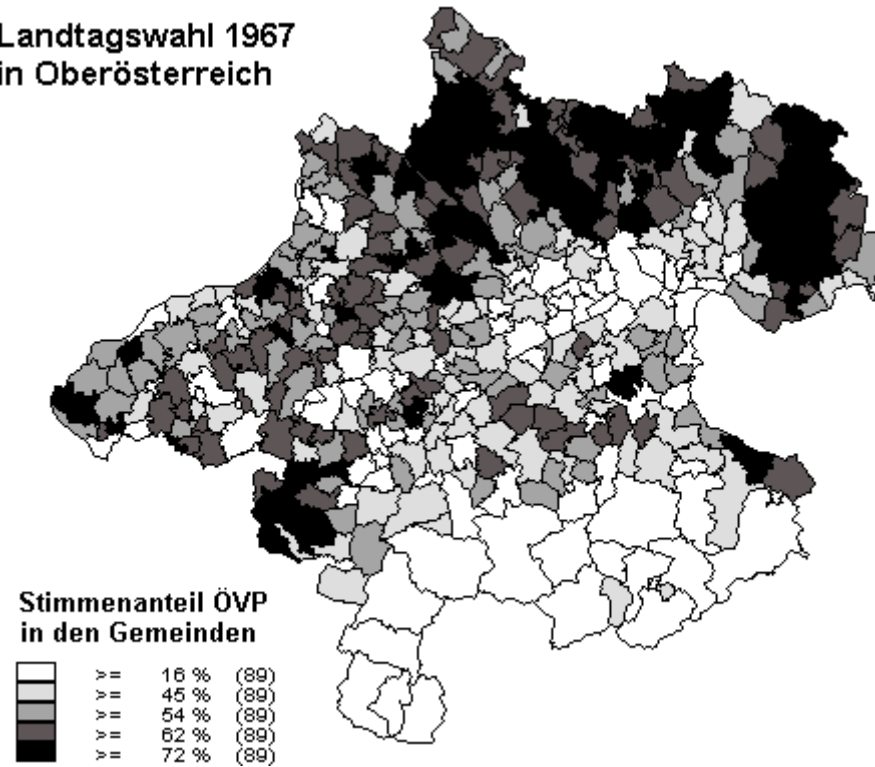 Landtagswahl 1967
in Oberösterreich
Stimmenanteil ÖVP
in den Gemeinden
>= 16 % (89)
>= 45 % (89)
>= 54 % (89)
>= 62 % (89)
>= 72 % (89)